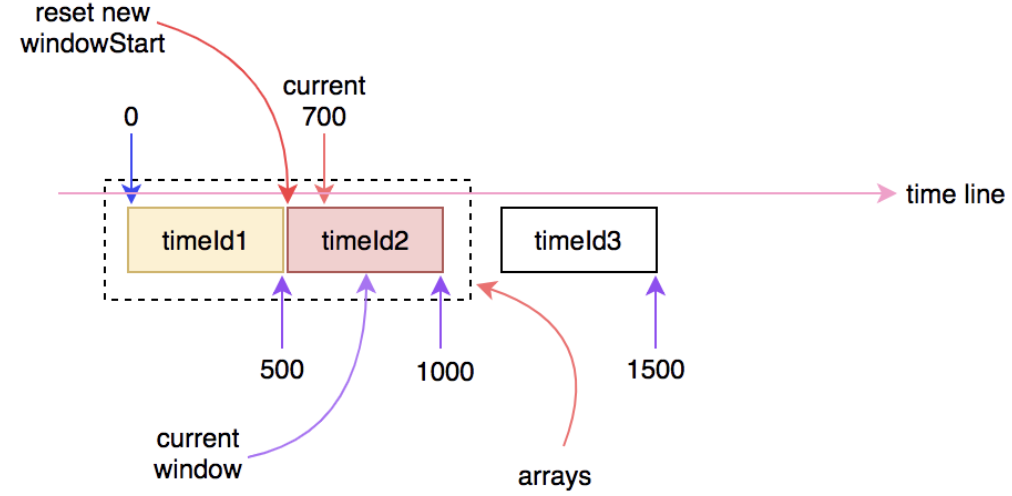 reset new
windowStart
current
700
0
time line
timeId1
timeId2
timeId3
500
1000
1500
current
window
arrays